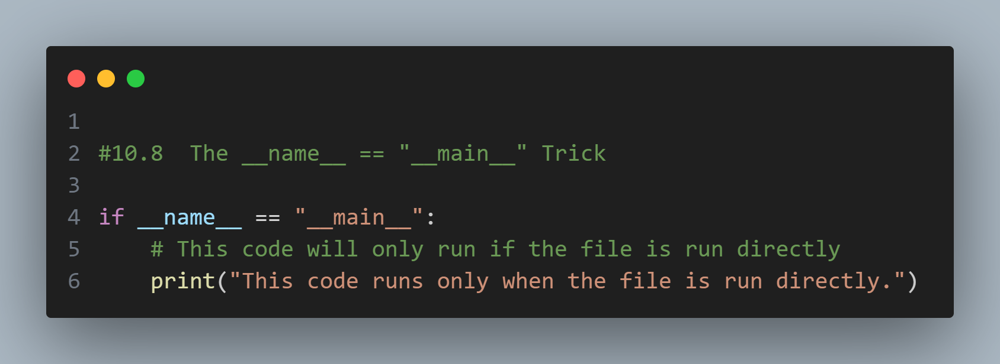 1
2 #10.8  The __name__ == "__main__" Trick
3
4 if __name__ == "__main__":
5     # This code will only run if the file is run directly
6     print("This code runs only when the file is run directly.")